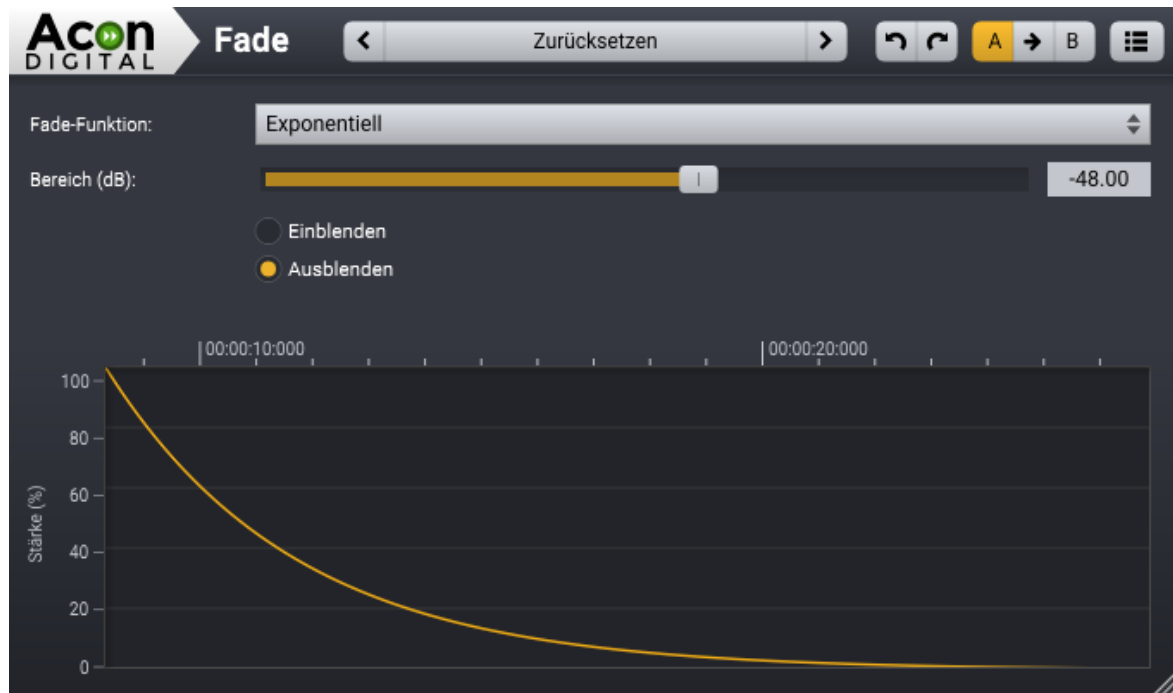 Acon
DIGITAL
Fade
Zurücksetzen
A
B
Fade-Funktion:
Exponentiell
Bereich (dB):
-48.00
Einblenden
Ausblenden
00:00:10:000
00:00:20:000
Stärke (%)
100
80
60
40
20
0